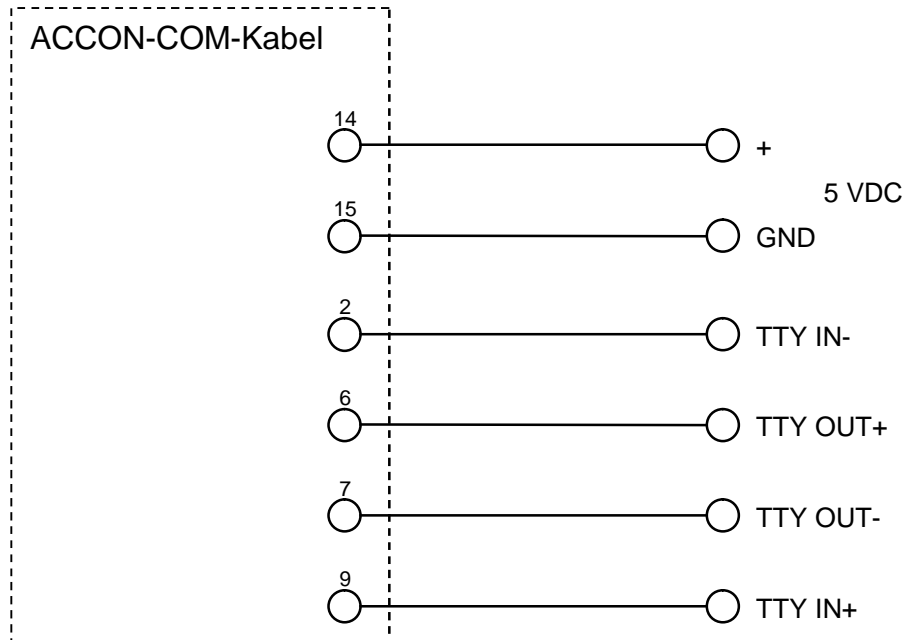 ACCON-COM-Kabel
14
+
5 VDC
15
GND
2
TTY IN-
6
TTY OUT+
7
TTY OUT-
9
TTY IN+